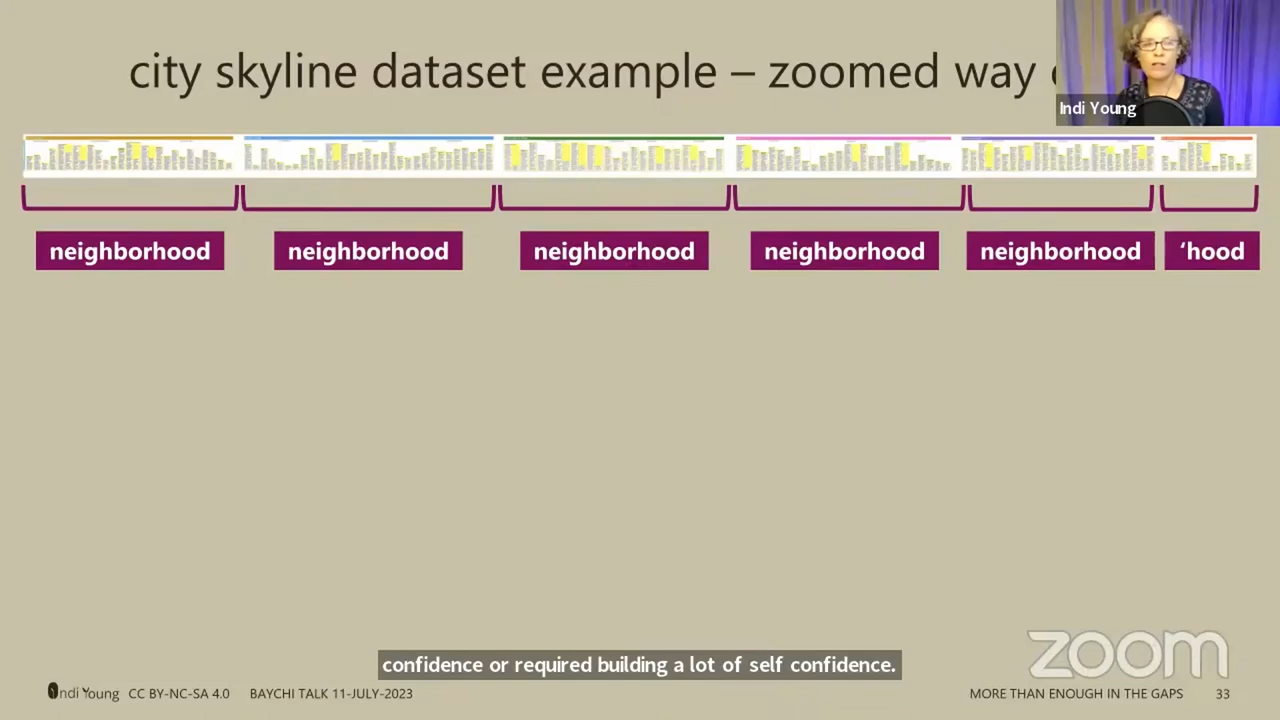 city skyline dataset example – zoomed way
Indi Young
neighborhood
neighborhood
neighborhood
neighborhood
neighborhood
‘hood
confidence or required building a lot of self confidence.
zoom
Indi Young CC BY-NC-SA 4.0 BAYCHI TALK 11-JULY-2023
MORE THAN ENOUGH IN THE GAPS 33